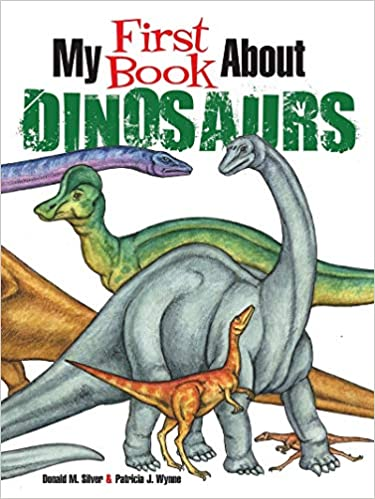 My First Book About
DINOSAURS
Donald M. Silver & Patricia J. Wynne